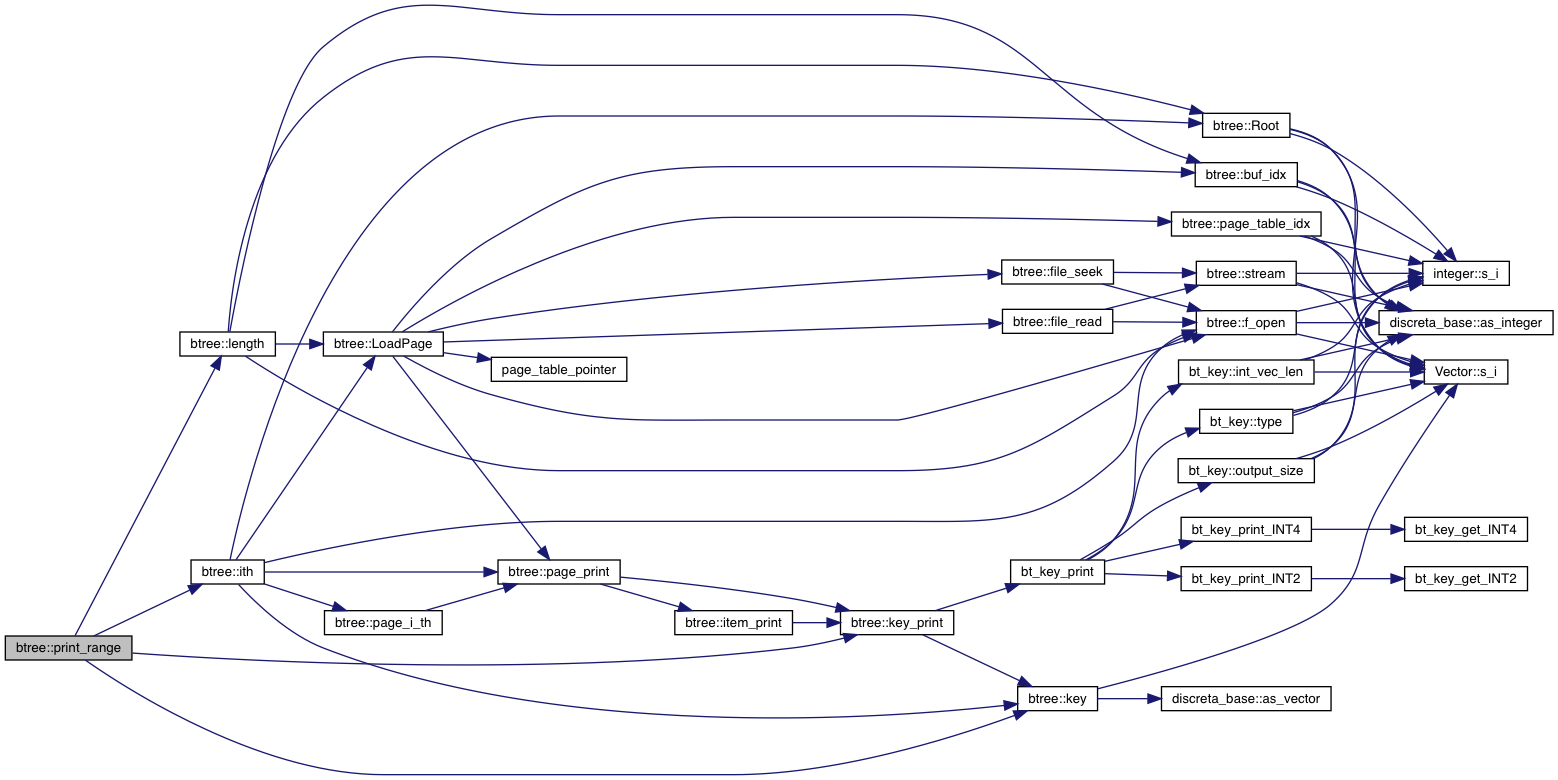 btree::print_range
btree::length
btree::ith
btree::LoadPage
btree::page_i_th
page_table_pointer
btree::page_print
btree::item_print
btree::key_print
btree::file_seek
btree::file_read
bt_key_print
btree::key
btree::Root
btree::buf_idx
btree::page_table_idx
btree::stream
btree::f_open
bt_key::int_vec_len
bt_key::type
bt_key::output_size
bt_key_print_INT4
bt_key_print_INT2
discreta_base::as_vector
integer::s_i
discreta_base::as_integer
Vector::s_i
bt_key_get_INT4
bt_key_get_INT2